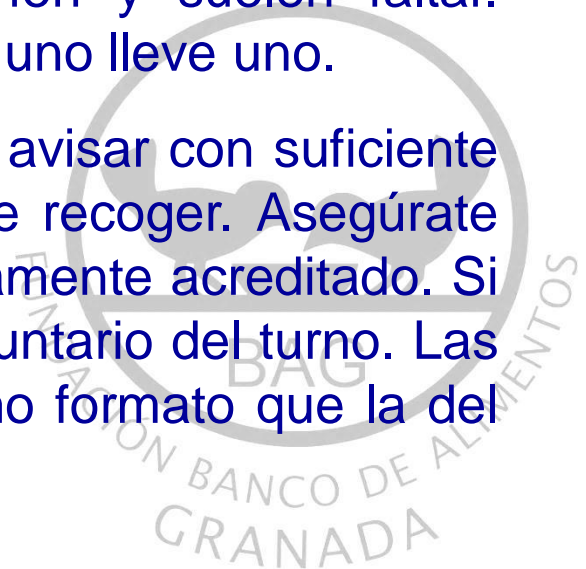 y suelen faltar.
uno lleve uno.
avisar con suficiente
e recoger. Asegúrate
amente acreditado. Si
untario del turno. Las
no formato que la del
BAG
FUNDACIÓN BANCO DE ALIMENTOS
GRANADA